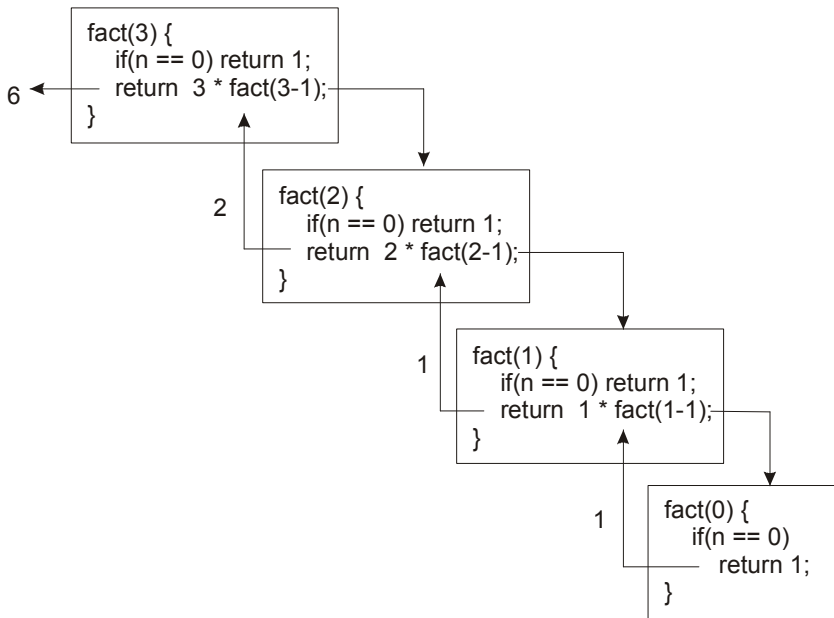 fact(3) {
if(n == 0) return 1;
6
return 3 * fact(3-1);
}
2
fact(2) {
if(n == 0) return 1;
return 2 * fact(2-1);
}
1
fact(1) {
if(n == 0) return 1;
return 1 * fact(1-1);
}
1
fact(0) {
if(n == 0)
return 1;
}